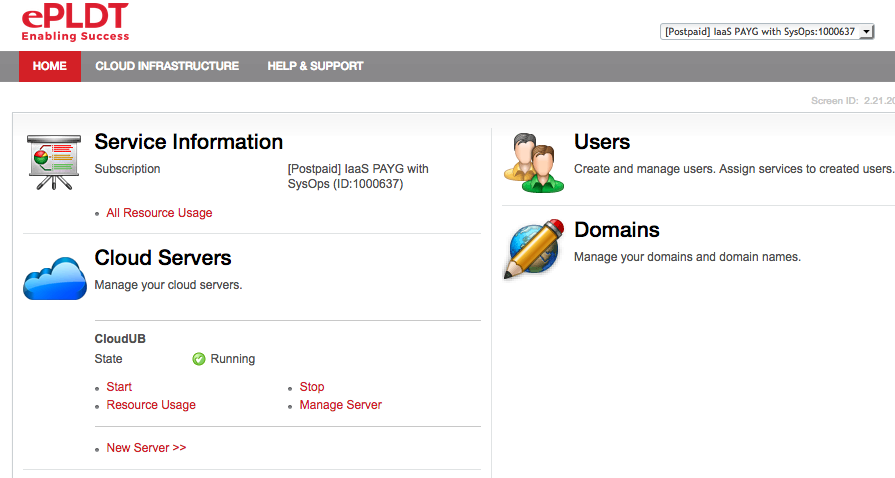 ePLDT
Enabling Success
[Postpaid] IaaS PAYG with SysOps:1000637
HOME
CLOUD INFRASTRUCTURE
HELP & SUPPORT
Screen ID: 2.21.20
Service Information
Subscription
[Postpaid] IaaS PAYG with
SysOps (ID:1000637)
All Resource Usage
Cloud Servers
Manage your cloud servers.
CloudUB
State
Running
Start
Stop
Resource Usage
Manage Server
New Server >>
Users
Create and manage users. Assign services to created users.
Domains
Manage your domains and domain names.